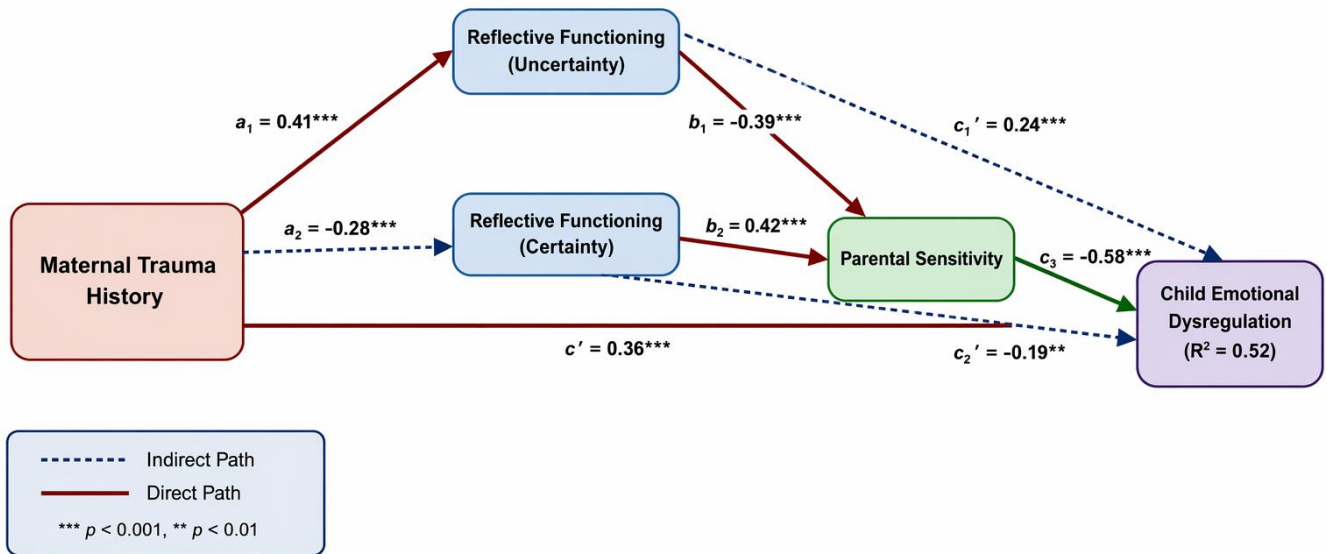 Reflective Functioning
(Uncertainty)
a₁ = 0.41***
b₁ = –0.39***
c₁′ = 0.24***
Maternal Trauma
History
a₂ = –0.28***
Reflective Functioning
(Certainty)
b₂ = 0.42***
Parental Sensitivity
c₃ = –0.58***
Child Emotional
Dysregulation
(R² = 0.52)
c′ = 0.36***
c₂′ = –0.19**
Indirect Path
Direct Path
*** p < 0.001, ** p < 0.01